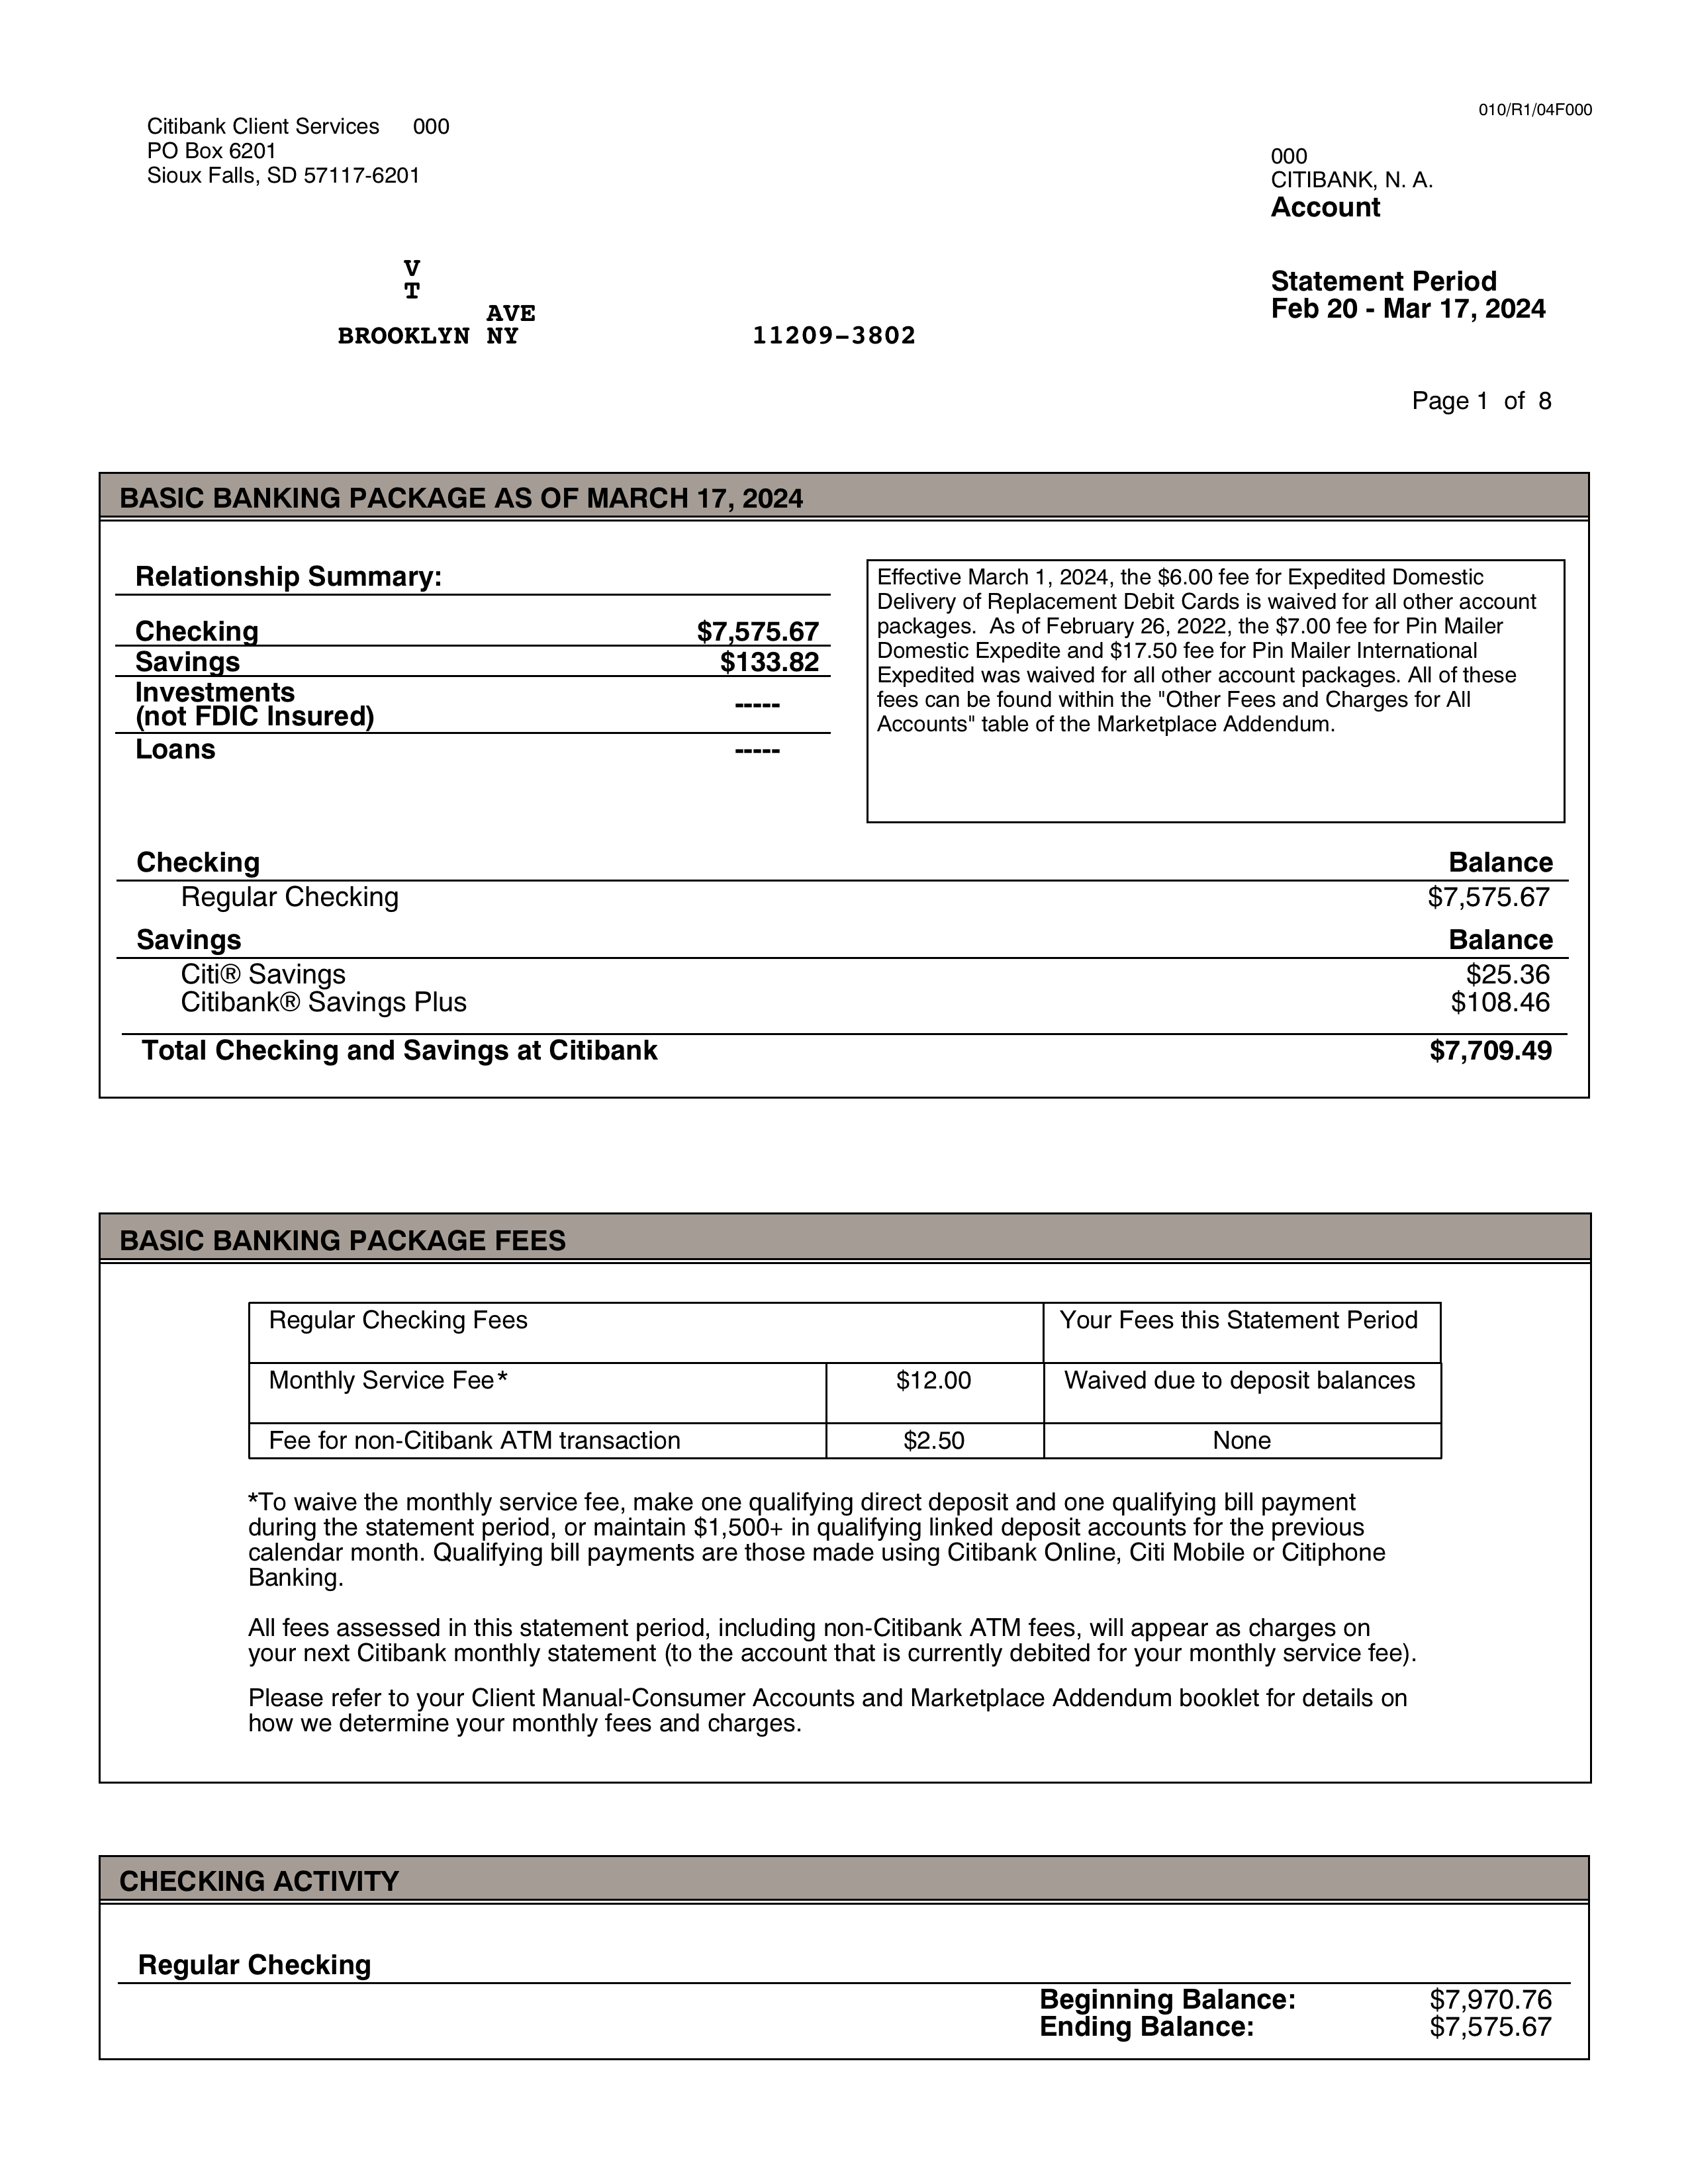 010/R1/04F000
Citibank Client Services 000
PO Box 6201
Sioux Falls, SD 57117-6201
000
CITIBANK, N. A.
Account
V
T
AVE
BROOKLYN NY 11209-3802
Statement Period
Feb 20 - Mar 17, 2024
Page 1 of 8
BASIC BANKING PACKAGE AS OF MARCH 17, 2024
Relationship Summary:
Checking $7,575.67
Savings $133.82
Investments
(not FDIC Insured) -----
Loans -----
Effective March 1, 2024, the $6.00 fee for Expedited Domestic
Delivery of Replacement Debit Cards is waived for all other account
packages. As of February 26, 2022, the $7.00 fee for Pin Mailer
Domestic Expedite and $17.50 fee for Pin Mailer International
Expedited was waived for all other account packages. All of these
fees can be found within the "Other Fees and Charges for All
Accounts" table of the Marketplace Addendum.
Checking Balance
Regular Checking $7,575.67
Savings Balance
Citi® Savings $25.36
Citibank® Savings Plus $108.46
Total Checking and Savings at Citibank $7,709.49
BASIC BANKING PACKAGE FEES
Regular Checking Fees Your Fees this Statement Period
Monthly Service Fee* $12.00 Waived due to deposit balances
Fee for non-Citibank ATM transaction $2.50 None
*To waive the monthly service fee, make one qualifying direct deposit and one qualifying bill payment
during the statement period, or maintain $1,500+ in qualifying linked deposit accounts for the previous
calendar month. Qualifying bill payments are those made using Citibank Online, Citi Mobile or Citiphone
Banking.
All fees assessed in this statement period, including non-Citibank ATM fees, will appear as charges on
your next Citibank monthly statement (to the account that is currently debited for your monthly service fee).
Please refer to your Client Manual-Consumer Accounts and Marketplace Addendum booklet for details on
how we determine your monthly fees and charges.
CHECKING ACTIVITY
Regular Checking
Beginning Balance: $7,970.76
Ending Balance: $7,575.67